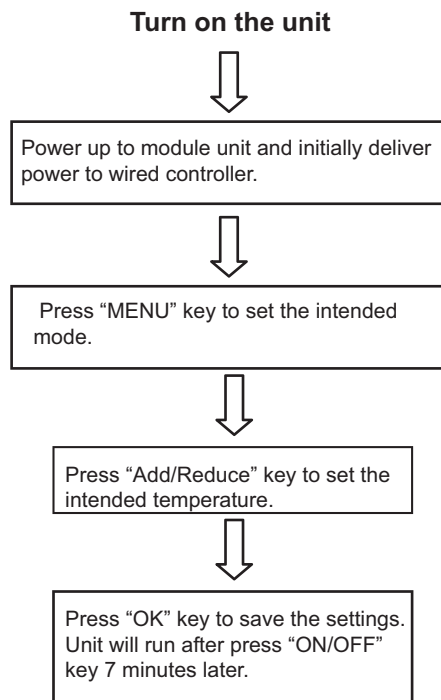 Turn on the unit
Power up to module unit and initially deliver
power to wired controller.
Press “MENU” key to set the intended
mode.
Press “Add/Reduce” key to set the
intended temperature.
Press “OK” key to save the settings.
Unit will run after press “ON/OFF”
key 7 minutes later.